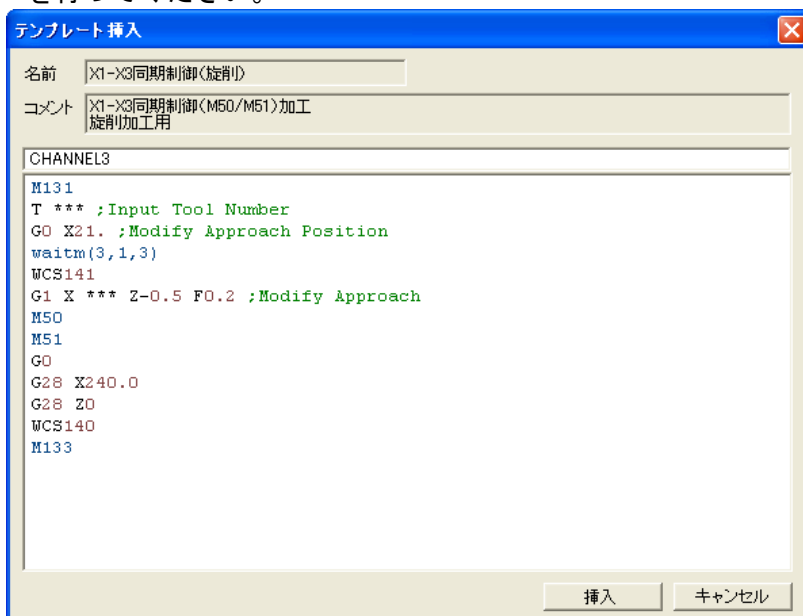 を行ってください。
テンプレート挿入
名前 X1-X3同期制御(旋削)
コメント X1-X3同期制御(M50/M51)加工
旋削加工用
CHANNEL3
M131
T *** ;Input Tool Number
G0 X21. ;Modify Approach Position
waitm(3,1,3)
WCS141
G1 X *** Z-0.5 F0.2 ;Modify Approach
M50
M51
G0
G28 X240.0
G28 Z0
WCS140
M133
挿入 キャンセル